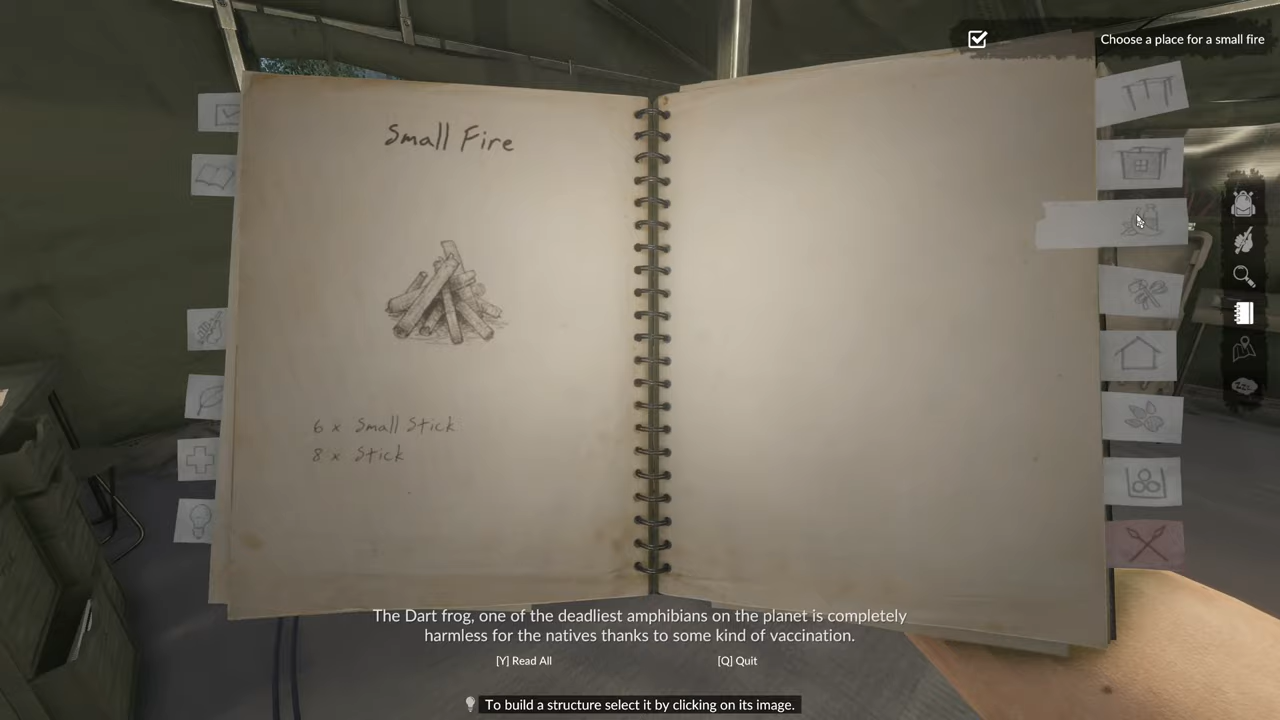 Choose a place for a small fire
Small Fire
6 x Small Stick
8 x Stick
The Dart frog, one of the deadliest amphibians on the planet is completely
harmless for the natives thanks to some kind of vaccination.
[Y] Read All
[Q] Quit
To build a structure select it by clicking on its image.